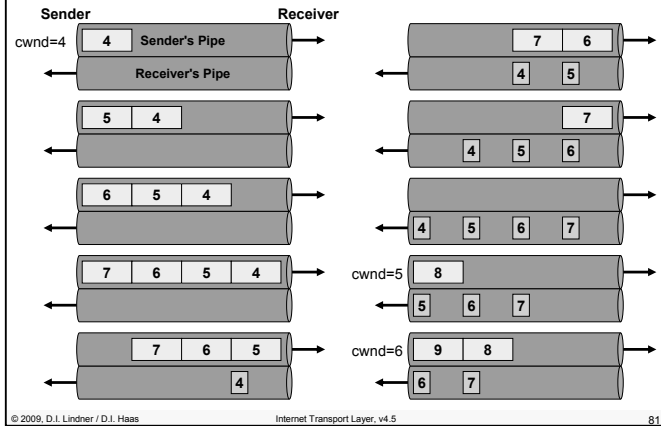 Sender Receiver
cwnd=4 4 Sender's Pipe
Receiver's Pipe
5 4
6 5 4
7 6 5 4
7 6 5
4
7 6
4 5
7
4 5 6
4 5 6 7
cwnd=5 8
5 6 7
cwnd=6 9 8
6 7
© 2009, D.I. Lindner / D.I. Haas Internet Transport Layer, v4.5 81